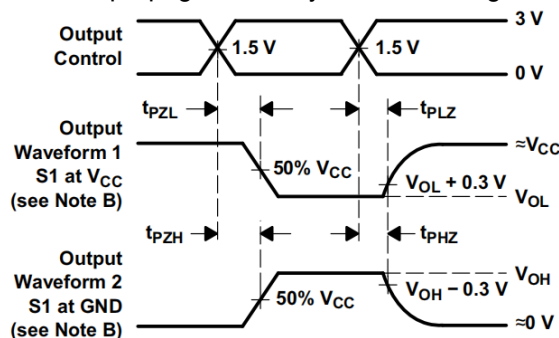 Output
Control
1.5 V
1.5 V
3 V
0 V
tPZL
tPLZ
Output
Waveform 1
S1 at VCC
(see Note B)
50% VCC
≈VCC
VOL + 0.3 V
VOL
tPZH
tPHZ
Output
Waveform 2
S1 at GND
(see Note B)
50% VCC
VOH
VOH − 0.3 V
≈0 V